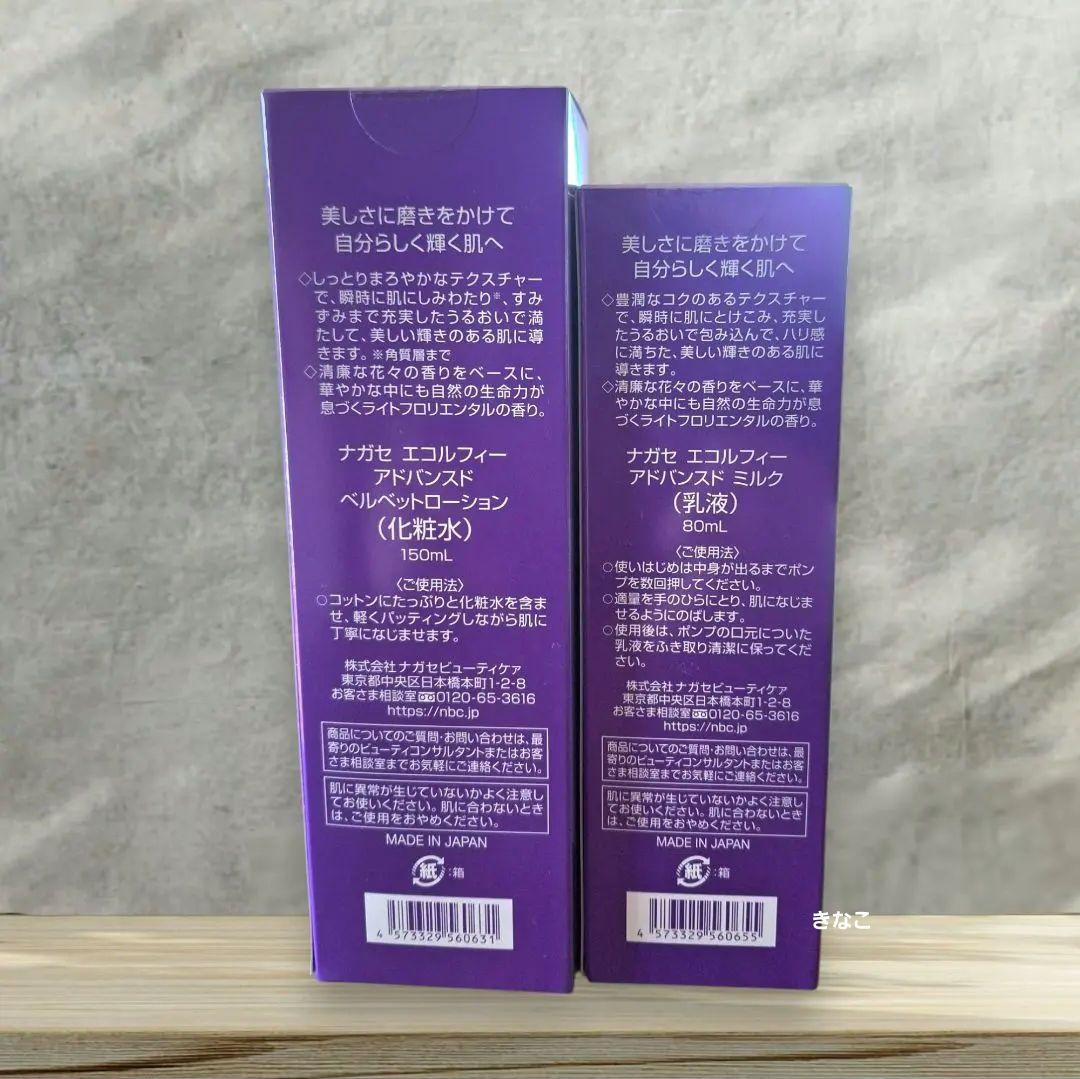 美しさに磨きをかけて
自分らしく輝く肌へ
◇しっとりまろやかなテクスチャー
で、瞬時に肌にしみわたり※、すみ
ずみまで充実したうるおいで満
たして、美しい輝きのある肌に導
きます。※角質層まで
◇清廉な花々の香りをベースに、
華やかな中にも自然の生命力が
息づくライトフロリエンタルの香り。
ナガセ エコルフィー
アドバンスド
ベルベットローション
（化粧水）
150mL
〈ご使用法〉
○コットンにたっぷりと化粧水を含ま
せ、軽くパッティングしながら肌に
丁寧になじませます。
株式会社ナガセビューティケァ
東京都中央区日本橋本町1-2-8
お客さま相談室0120-65-3616
https://nbc.jp
商品についてのご質問・お問い合わせは、最
寄りのビューティコンサルタントまたはお客
さま相談室までお気軽にご連絡ください。
肌に異常が生じていないかよく注意し
てお使いください。肌に合わないとき
は、ご使用をおやめください。
MADE IN JAPAN
紙:箱
4 573329 560631
美しさに磨きをかけて
自分らしく輝く肌へ
◇豊潤なコクのあるテクスチャー
で、瞬時に肌にとけこみ、充実し
たうるおいで包み込んで、ハリ感
に満ちた、美しい輝きのある肌に
導きます。
◇清廉な花々の香りをベースに、華
やかな中にも自然の生命力が息
づくライトフロリエンタルの香り。
ナガセ エコルフィー
アドバンスド ミルク
（乳液）
80mL
〈ご使用法〉
○使いはじめは中身が出るまでポン
プを数回押してください。
○適量を手のひらにとり、肌になじま
せるようにのばします。
○使用後は、ポンプの口元についた
乳液をふき取り清潔に保ってくだ
さい。
株式会社ナガセビューティケァ
東京都中央区日本橋本町1-2-8
お客さま相談室0120-65-3616
https://nbc.jp
商品についてのご質問・お問い合わせは、最
寄りのビューティコンサルタントまたはお客
さま相談室までお気軽にご連絡ください。
肌に異常が生じていないかよく注意し
てお使いください。肌に合わないとき
は、ご使用をおやめください。
MADE IN JAPAN
紙:箱
4 573329 560655
きなこ